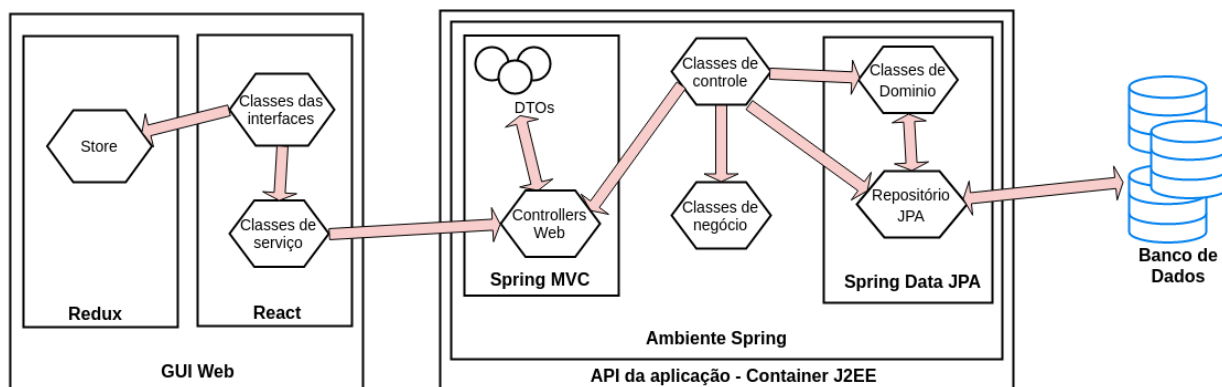 Store
Redux
Classes das
interfaces
Classes de
serviço
React
GUI Web
DTOs
Controllers
Web
Spring MVC
Classes de
controle
Classes de
negócio
Classes de
Dominio
Repositório
JPA
Spring Data JPA
Ambiente Spring
API da aplicação - Container J2EE
Banco de
Dados